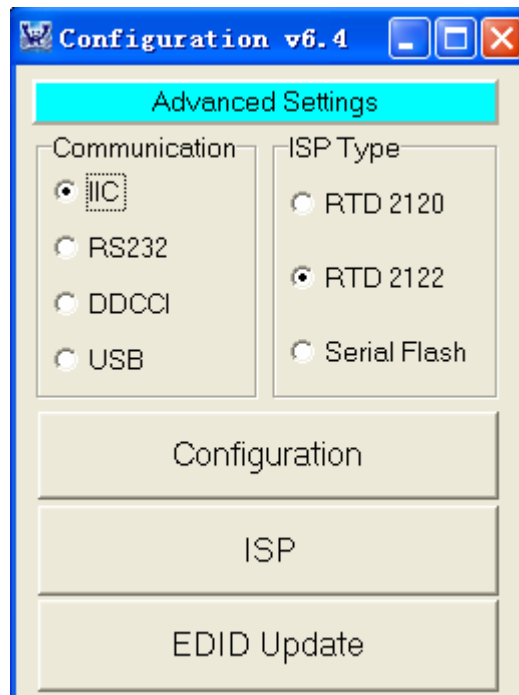 Configuration v6.4
Advanced Settings
Communication
IIC
RS232
DDCCI
USB
ISP Type
RTD 2120
RTD 2122
Serial Flash
Configuration
ISP
EDID Update